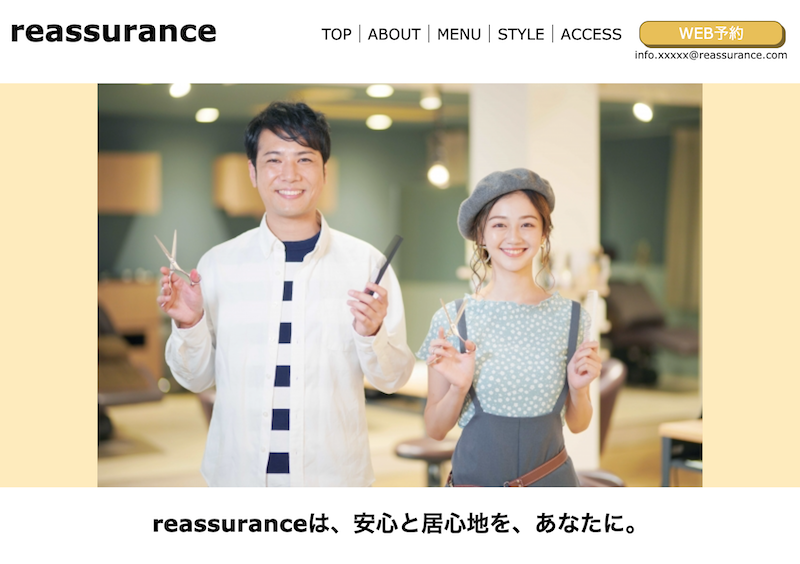 reassurance
TOP ABOUT MENU STYLE ACCESS
WEB予約
info.xxxxx@reassurance.com
reassuranceは、安心と居心地を、あなたに。